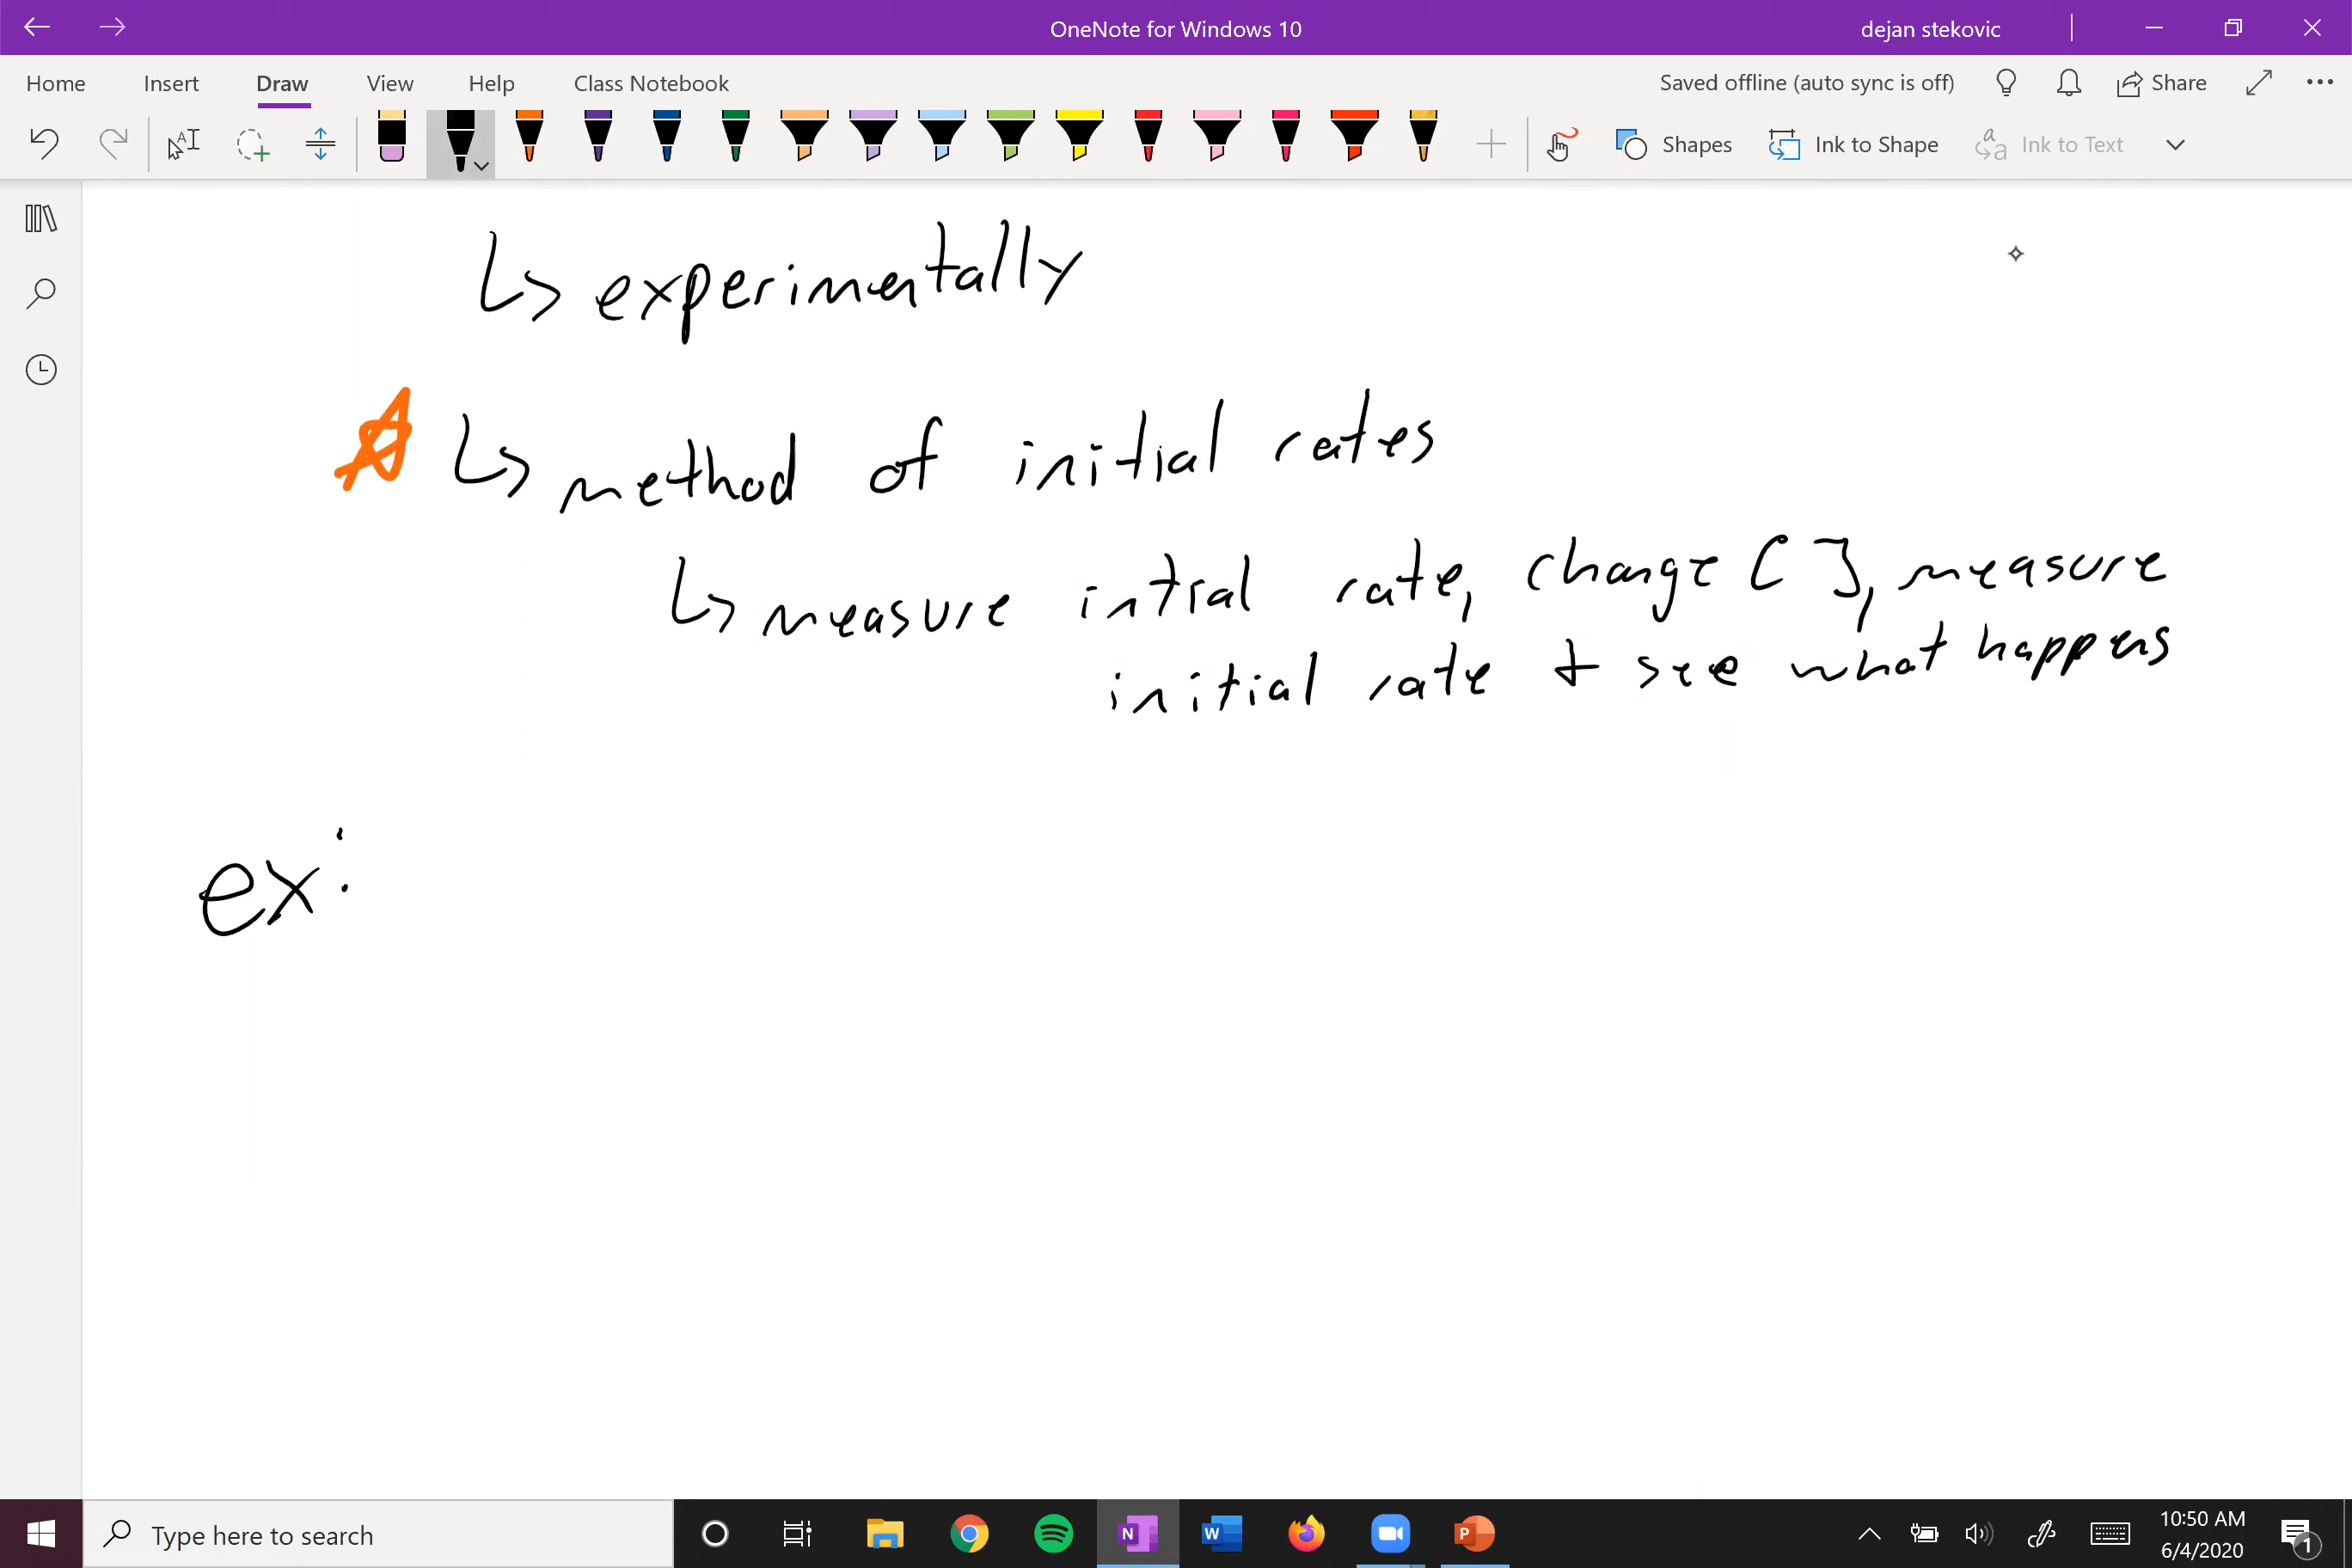 OneNote for Windows 10
dejan stekovic
Home Insert Draw View Help Class Notebook
Saved offline (auto sync is off) Share
Shapes Ink to Shape Ink to Text
↳ experimentally
↳ method of initial rates
↳ measure intial rate, change [ ], measure
initial rate + see what happens
ex:
Type here to search
10:50 AM
6/4/2020
1